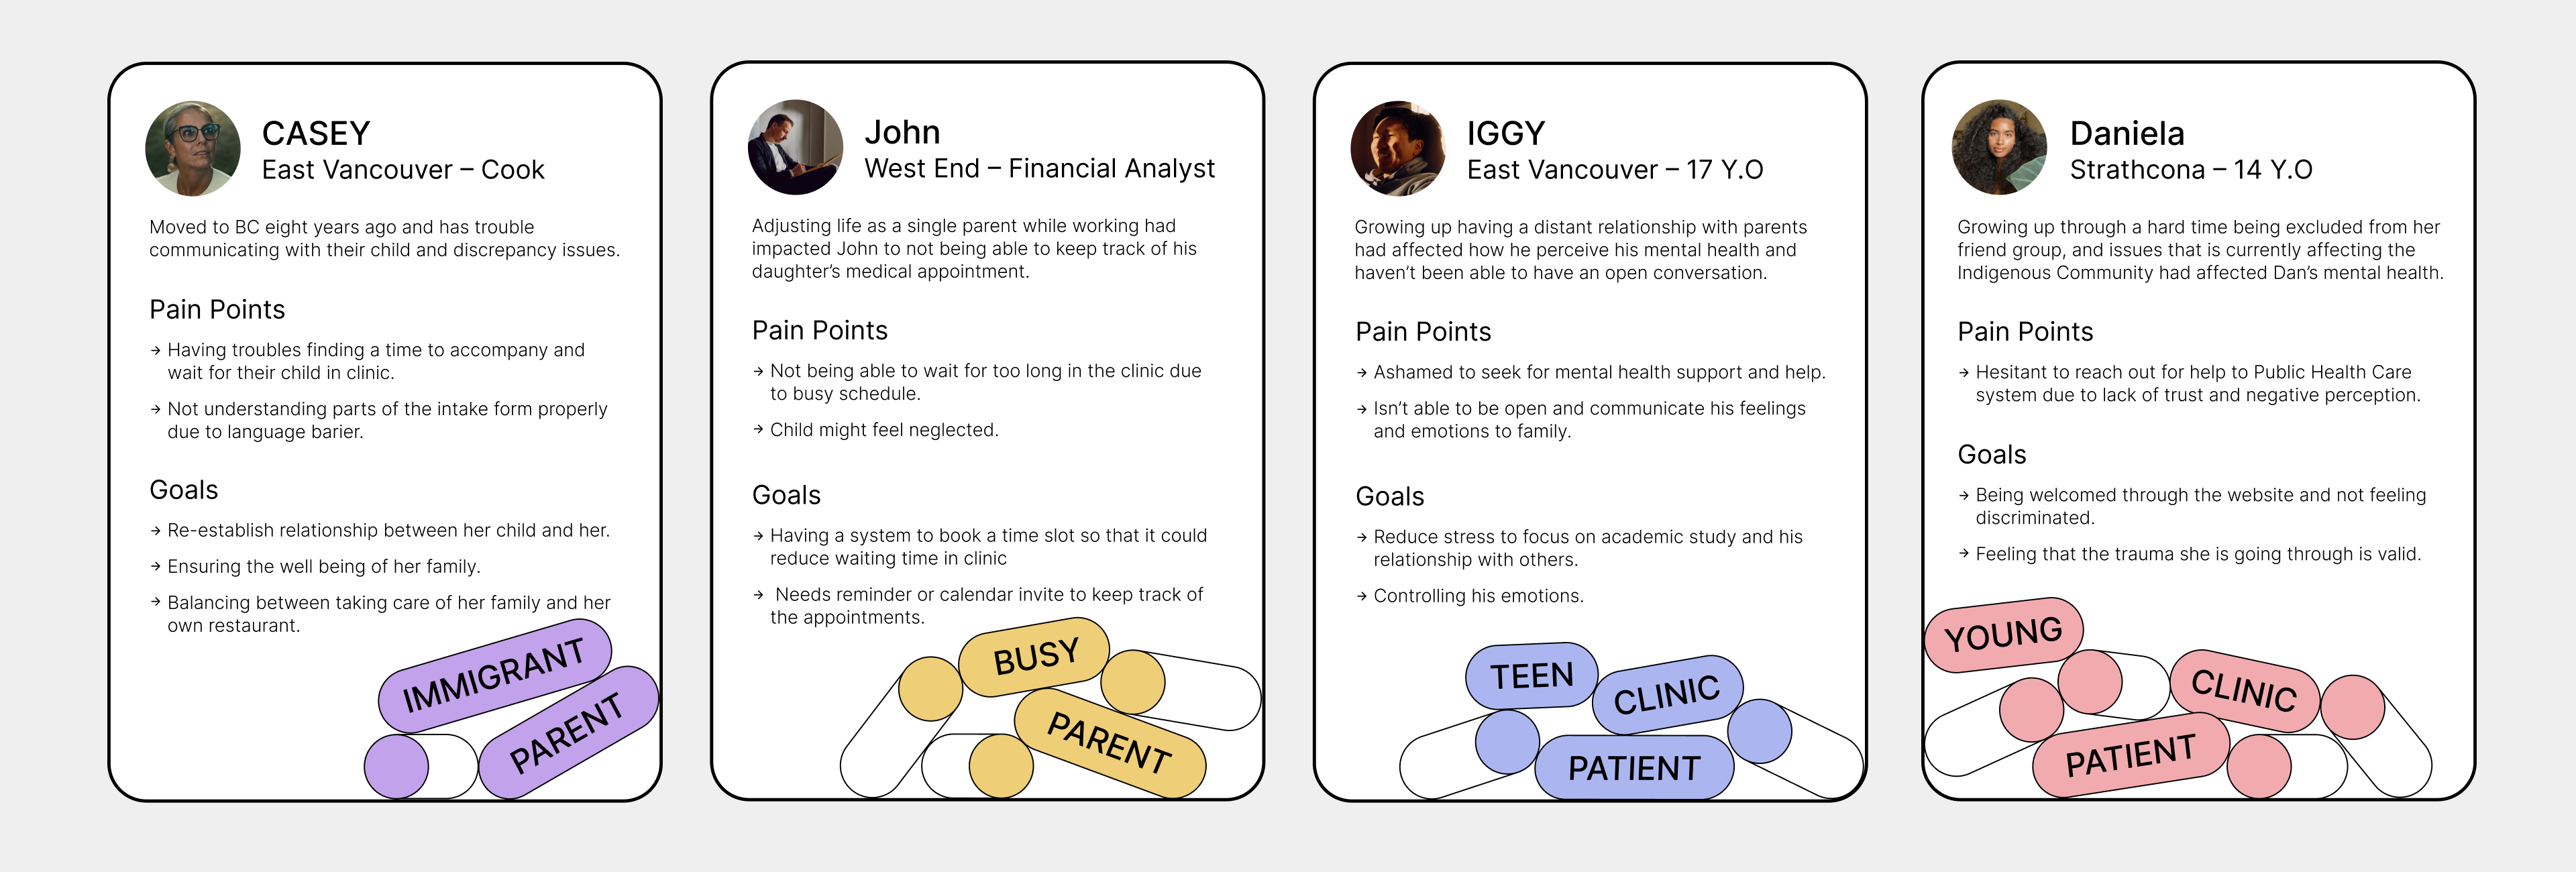 CASEY
East Vancouver – Cook
Moved to BC eight years ago and has trouble
communicating with their child and discrepancy issues.
Pain Points
→ Having troubles finding a time to accompany and
wait for their child in clinic.
→ Not understanding parts of the intake form properly
due to language barier.
Goals
→ Re-establish relationship between her child and her.
→ Ensuring the well being of her family.
→ Balancing between taking care of her family and her
own restaurant.
IMMIGRANT
PARENT
John
West End – Financial Analyst
Adjusting life as a single parent while working had
impacted John to not being able to keep track of his
daughter’s medical appointment.
Pain Points
→ Not being able to wait for too long in the clinic due
to busy schedule.
→ Child might feel neglected.
Goals
→ Having a system to book a time slot so that it could
reduce waiting time in clinic
→ Needs reminder or calendar invite to keep track of
the appointments.
BUSY
PARENT
IGGY
East Vancouver – 17 Y.O
Growing up having a distant relationship with parents
had affected how he perceive his mental health and
haven’t been able to have an open conversation.
Pain Points
→ Ashamed to seek for mental health support and help.
→ Isn’t able to be open and communicate his feelings
and emotions to family.
Goals
→ Reduce stress to focus on academic study and his
relationship with others.
→ Controlling his emotions.
TEEN
CLINIC
PATIENT
Daniela
Strathcona – 14 Y.O
Growing up through a hard time being excluded from her
friend group, and issues that is currently affecting the
Indigenous Community had affected Dan’s mental health.
Pain Points
→ Hesitant to reach out for help to Public Health Care
system due to lack of trust and negative perception.
Goals
→ Being welcomed through the website and not feeling
discriminated.
→ Feeling that the trauma she is going through is valid.
YOUNG
CLINIC
PATIENT